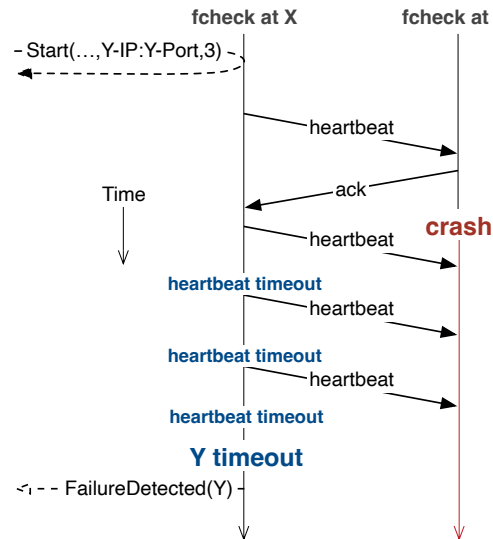 fcheck at X
fcheck at
Start(…,Y-IP:Y-Port,3)
heartbeat
ack
Time
crash
heartbeat
heartbeat timeout
heartbeat
heartbeat timeout
heartbeat
heartbeat timeout
Y timeout
FailureDetected(Y)